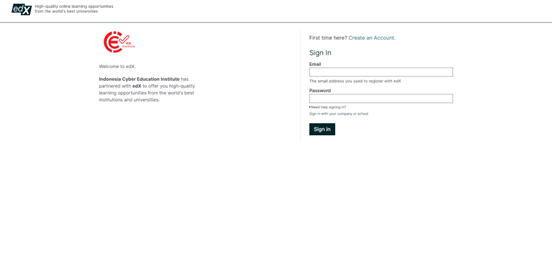 edX
High-quality online learning opportunities
from the world's best universities
First time here? Create an Account.
Welcome to edX.
Indonesia Cyber Education Institute has
partnered with edX to offer you high-quality
learning opportunities from the world's best
institutions and universities.
Sign In
Email
The email address you used to register with edX
Password
Need help signing in?
Sign in with your company or school
Sign in